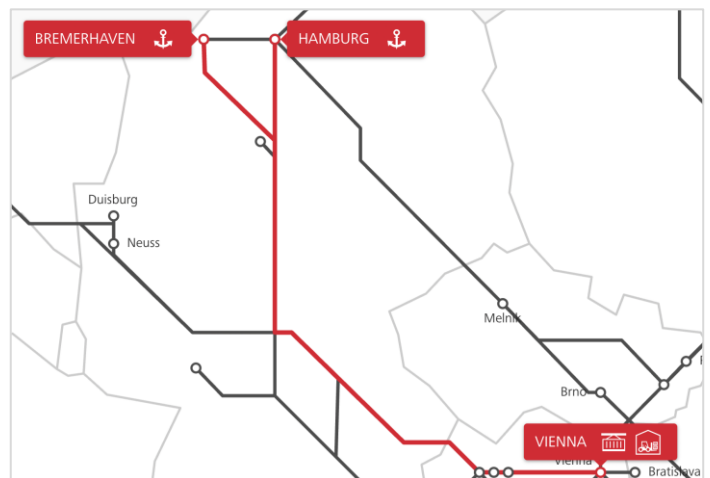 BREMERHAVEN
HAMBURG
Duisburg
Neuss
Melnik
Brno
VIENNA
Vienna
Bratislava